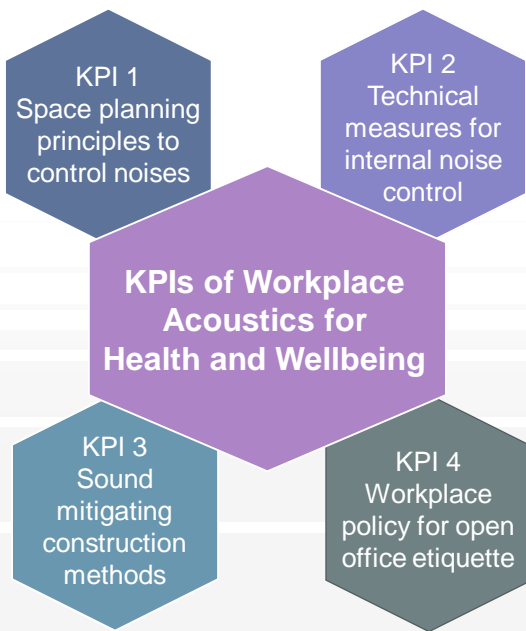 KPI 1
Space planning
principles to
control noises
KPI 2
Technical
measures for
internal noise
control
KPIs of Workplace
Acoustics for
Health and Wellbeing
KPI 3
Sound
mitigating
construction
methods
KPI 4
Workplace
policy for open
office etiquette